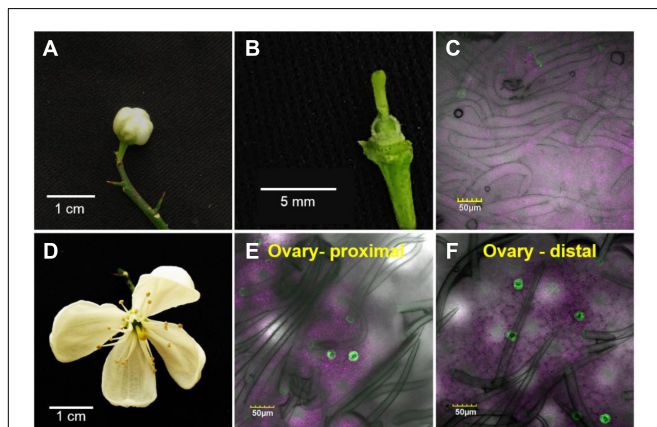 A
B
C
1 cm
5 mm
50µm
D
E
Ovary- proximal
F
Ovary - distal
1 cm
50µm
50µm